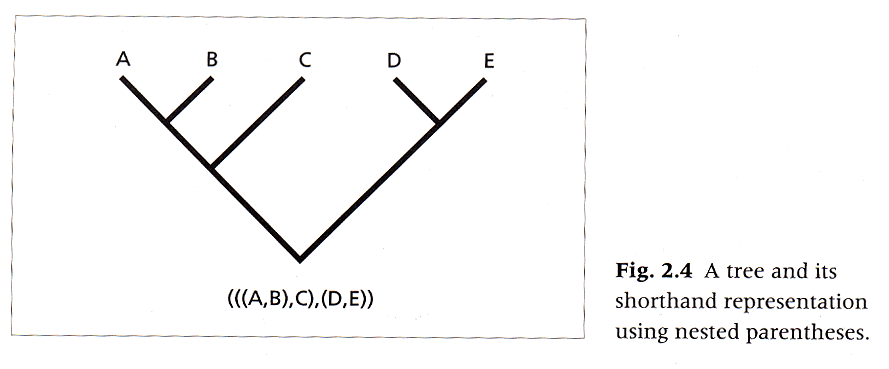 A B C D E
(((A,B),C),(D,E))
Fig. 2.4 A tree and its
shorthand representation
using nested parentheses.